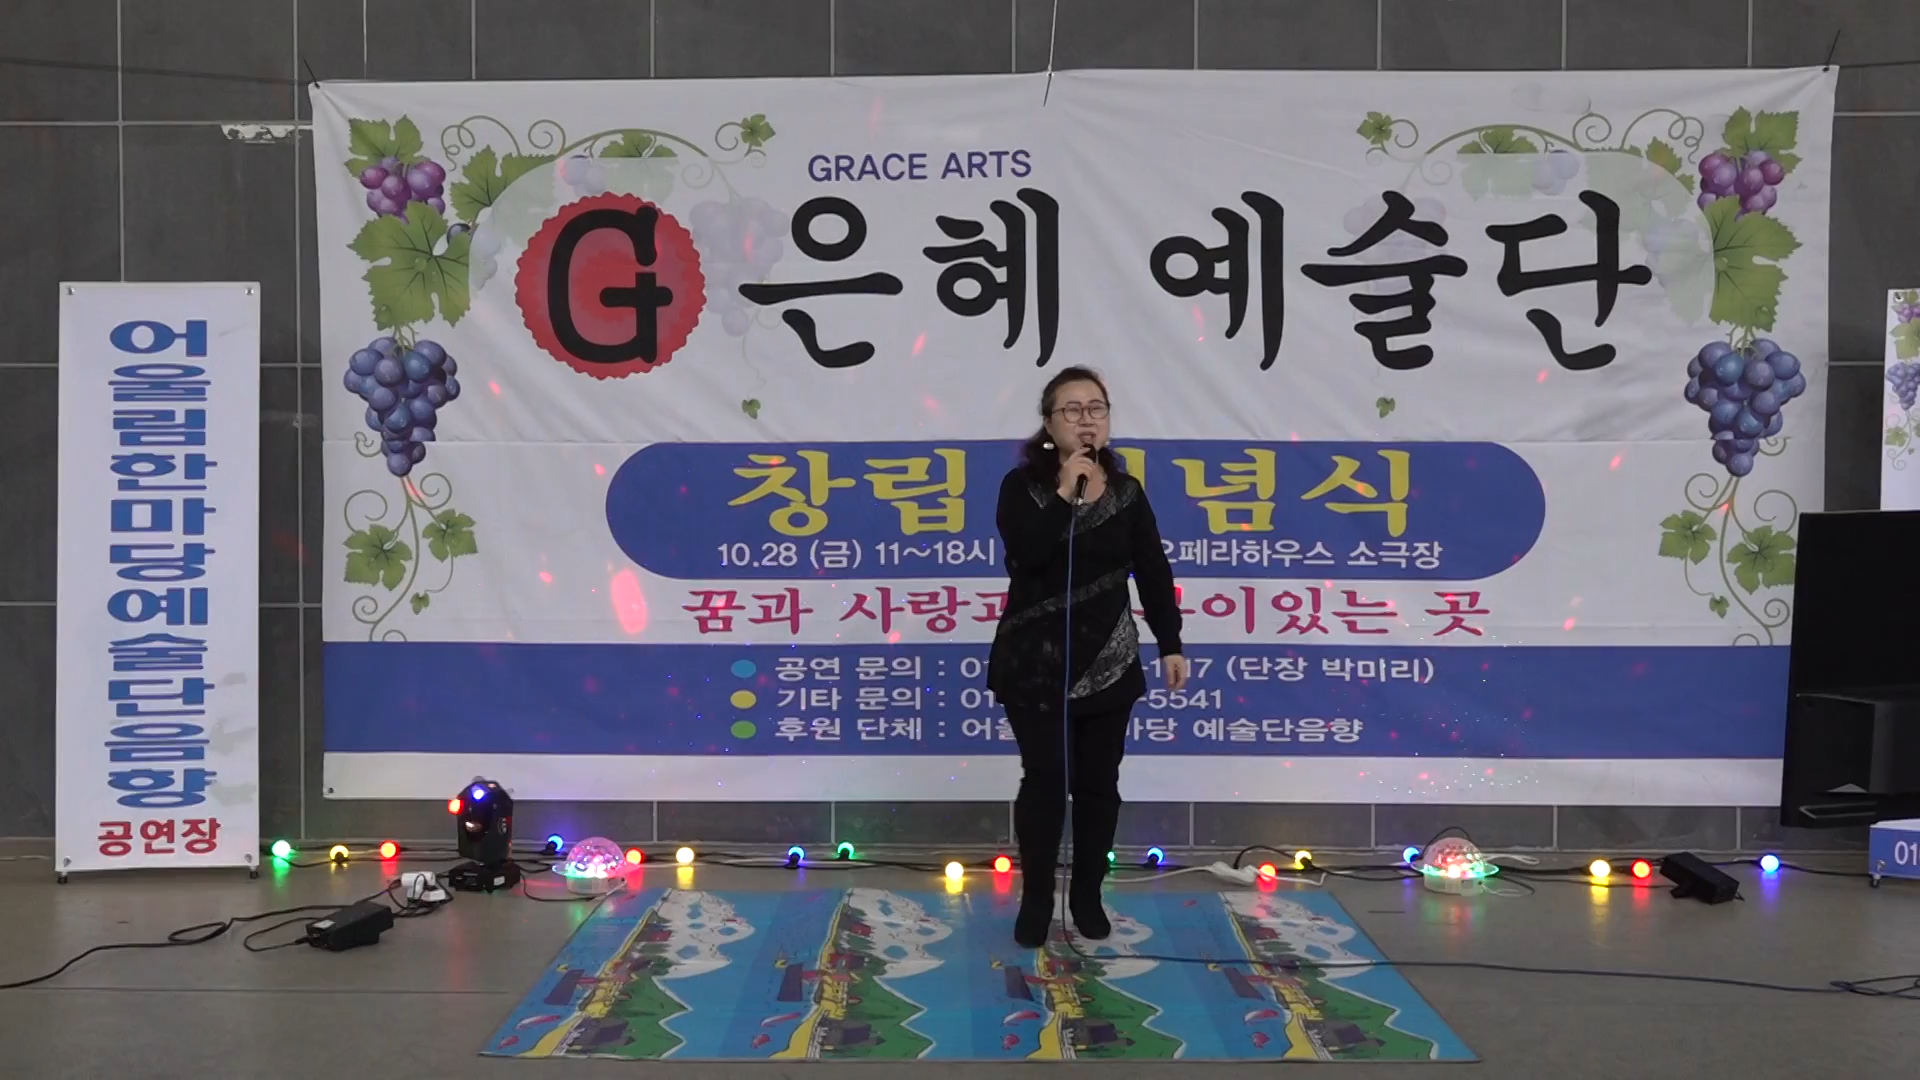 GRACE ARTS
G 은혜 예술단
창립 념식
10.28 (금) 11~18시 오페라하우스 소극장
꿈과 사랑과 이있는 곳
공연 문의 : 01 (단장 박마리)
기타 문의 : 01 -5541
후원 단체 : 어울 마당 예술단음향
어울림한마당예술단음향
공연장
01